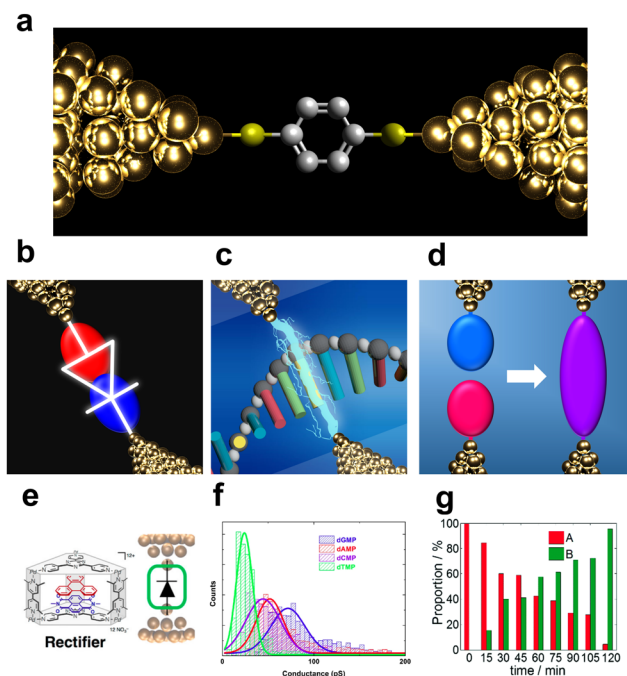 a
b
c
d
e
f
g
12+
12 NO₃⁻
Rectifier
dGMP
dAMP
dCMP
dTMP
Counts
0
100
200
Conductance (pS)
A
B
Proportion / %
100
80
60
40
20
0
0 15 30 45 60 75 90 105 120
time / min